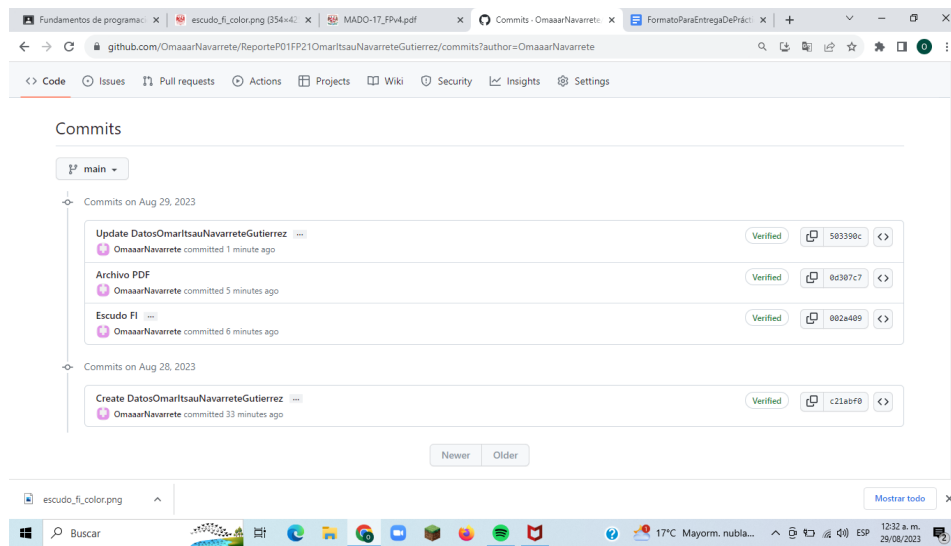 Fundamentos de programaci
escudo_fi_color.png (354×42
MADO-17_FPv4.pdf
Commits · OmaaarNavarrete
FormatoParaEntregaDePrácti
github.com/OmaaarNavarrete/ReporteP01FP21OmarItsauNavarreteGutierrez/commits?author=OmaaarNavarrete
O
Code Issues Pull requests Actions Projects Wiki Security Insights Settings
Commits
main
Commits on Aug 29, 2023
Update DatosOmarItsauNavarreteGutierrez ...
Verified 503390c
OmaaarNavarrete committed 1 minute ago
Archivo PDF
Verified 0d307c7
OmaaarNavarrete committed 5 minutes ago
Escudo FI ...
Verified 002a409
OmaaarNavarrete committed 6 minutes ago
Commits on Aug 28, 2023
Create DatosOmarItsauNavarreteGutierrez ...
Verified c21abf0
OmaaarNavarrete committed 33 minutes ago
Newer Older
escudo_fi_color.png
Mostrar todo
Buscar
17°C Mayorm. nubla...
ESP
12:32 a. m.
29/08/2023
2